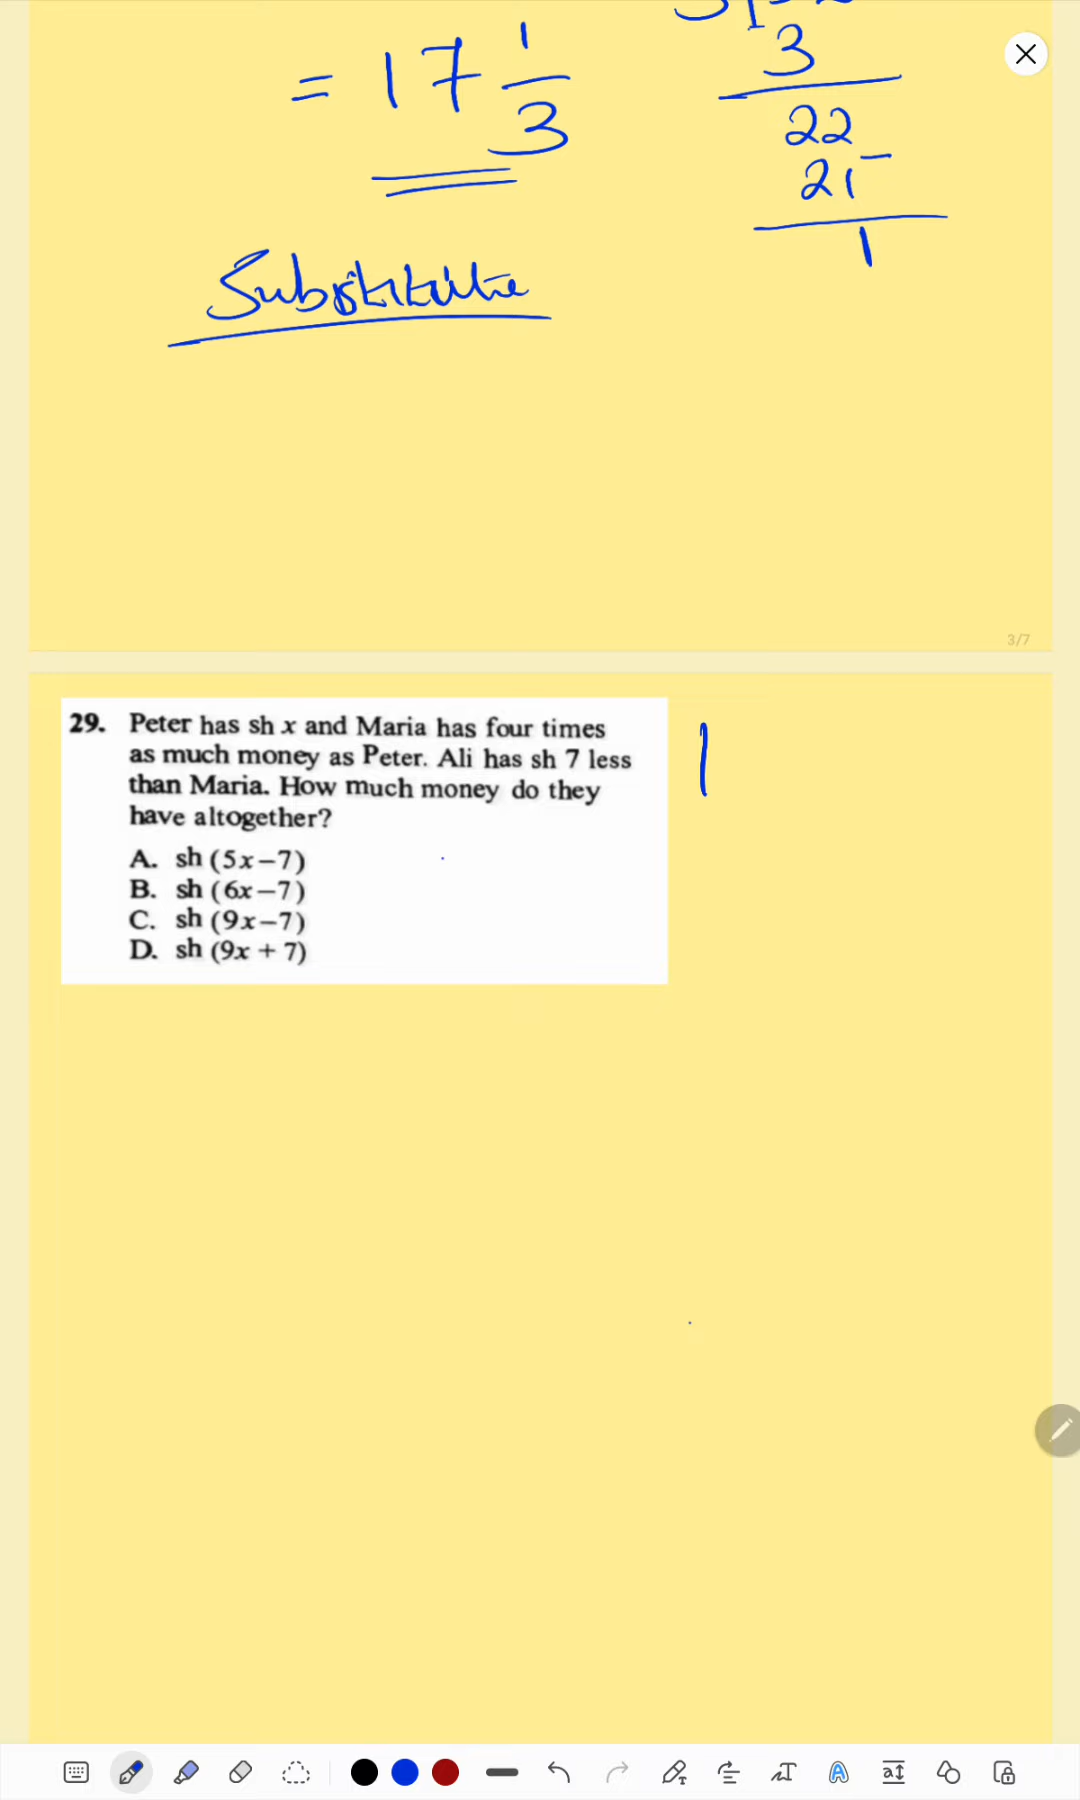 = 17 1/3
3
22
21 –
1
Substitute
3/7
29. Peter has sh x and Maria has four times
as much money as Peter. Ali has sh 7 less
than Maria. How much money do they
have altogether?
A. sh (5x–7)
B. sh (6x–7)
C. sh (9x–7)
D. sh (9x + 7)